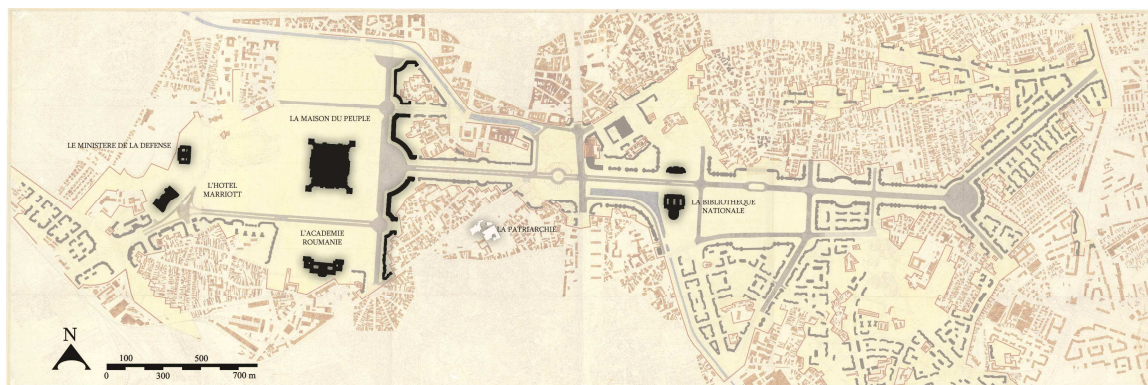 LA MAISON DU PEUPLE
LE MINISTERE DE LA DEFENSE
L'HOTEL
MARRIOTT
L'ACADEMIE
ROUMANIE
LA PATRIARCHIE
LA BIBLIOTHEQUE
NATIONALE
N
100 500
0 300 700 m